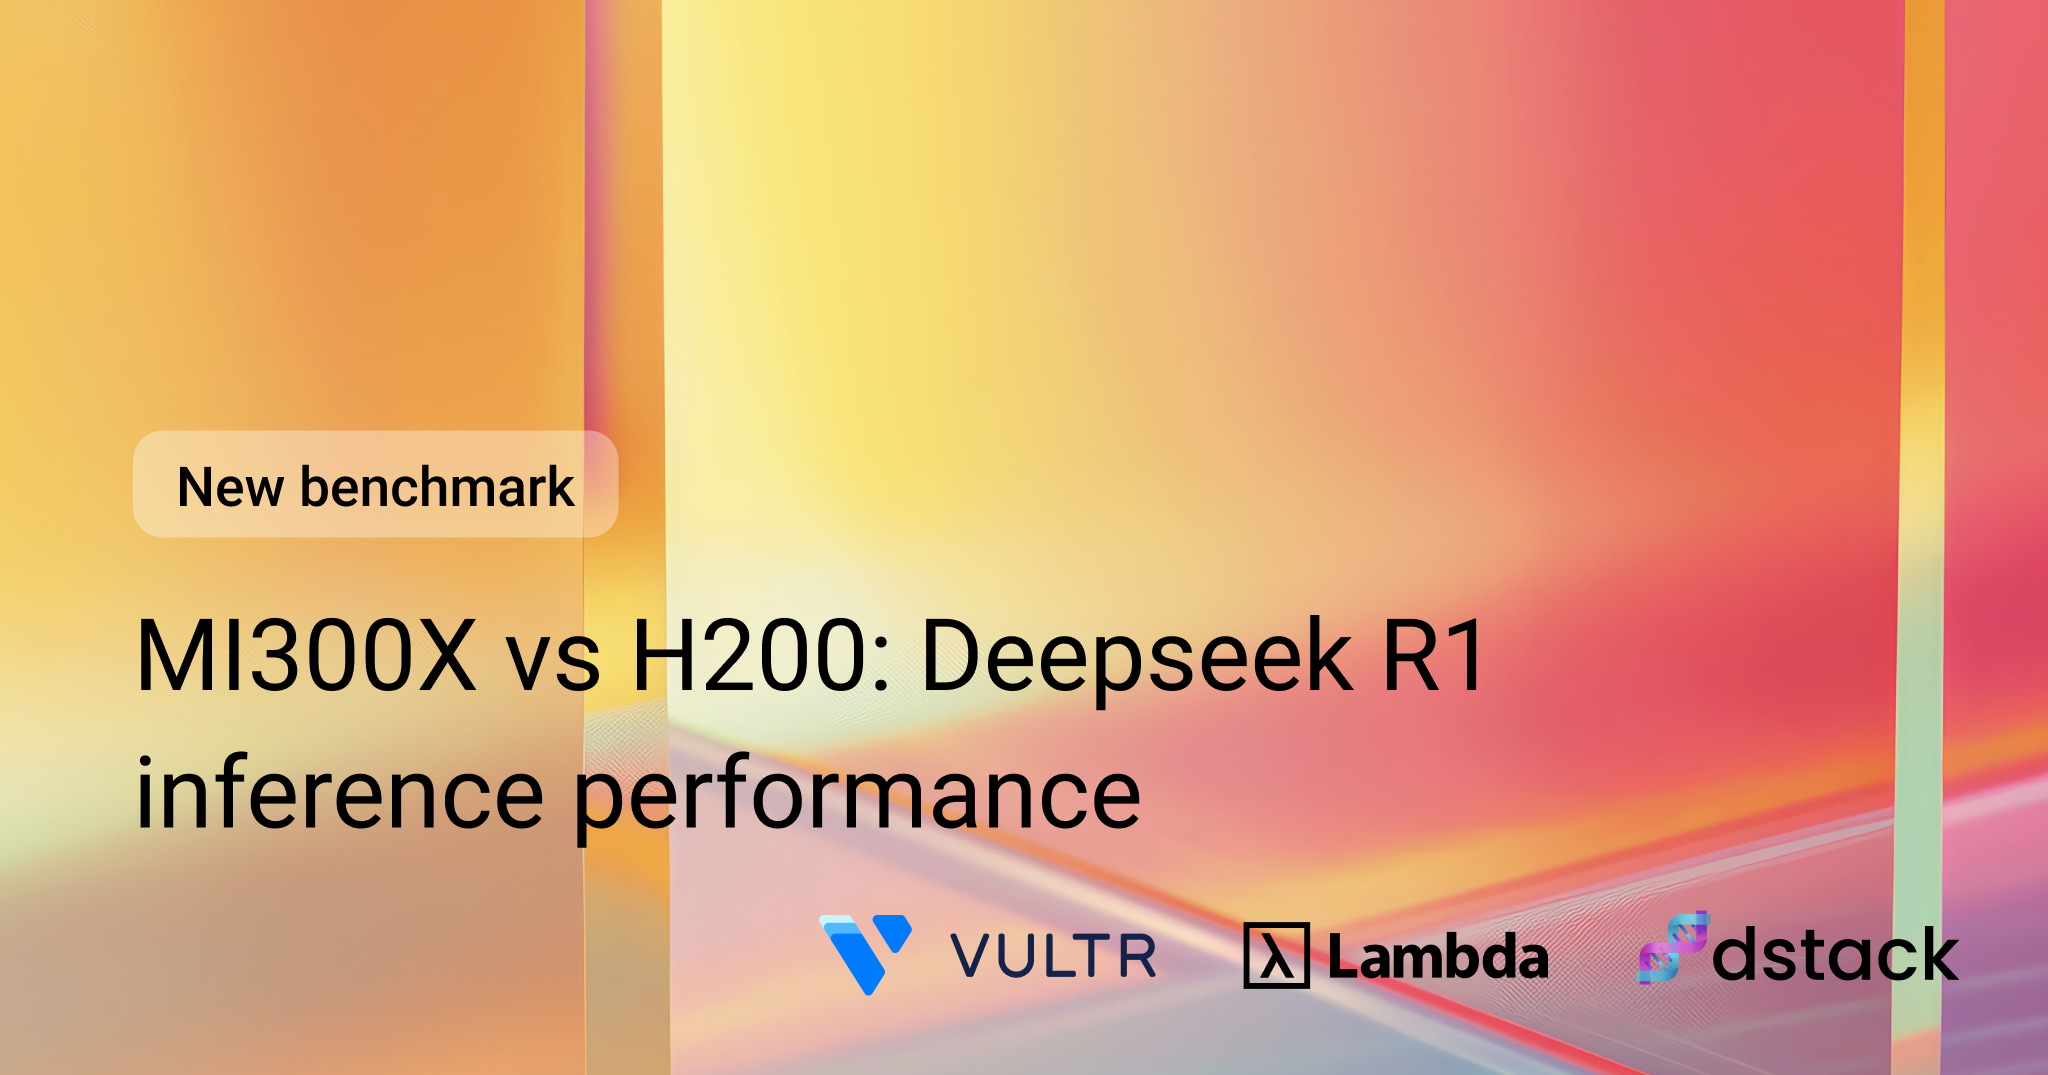 New benchmark
MI300X vs H200: Deepseek R1
inference performance
VULTR λ Lambda dstack